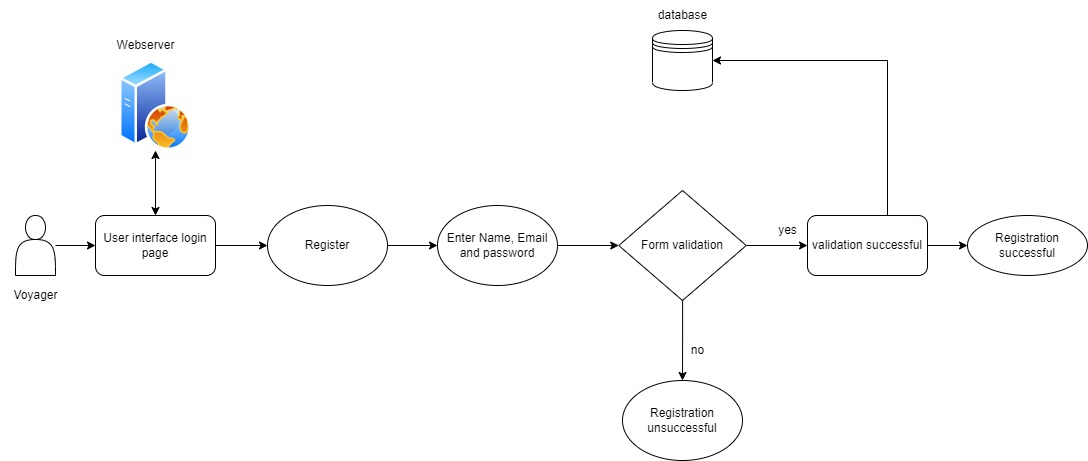 database
Webserver
Voyager
User interface login
page
Register
Enter Name, Email
and password
Form validation
yes
validation successful
Registration
successful
no
Registration
unsuccessful